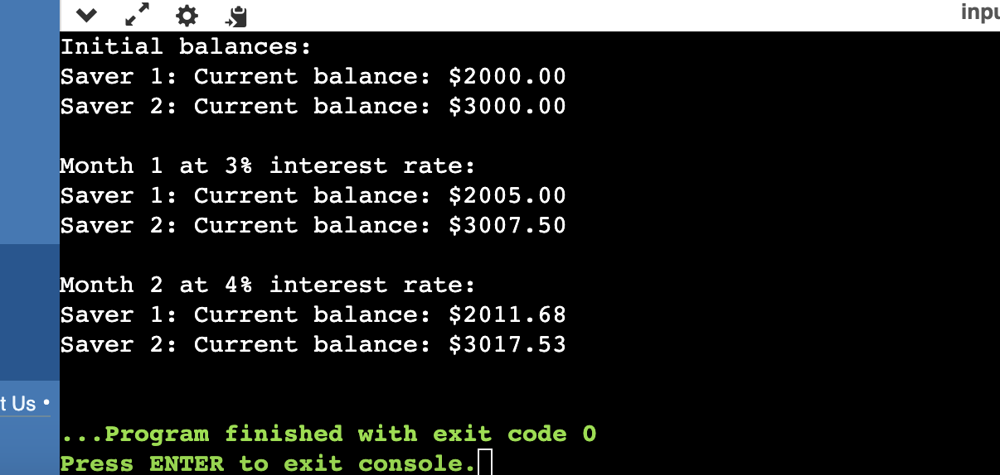 inpu
Initial balances:
Saver 1: Current balance: $2000.00
Saver 2: Current balance: $3000.00
Month 1 at 3% interest rate:
Saver 1: Current balance: $2005.00
Saver 2: Current balance: $3007.50
Month 2 at 4% interest rate:
Saver 1: Current balance: $2011.68
Saver 2: Current balance: $3017.53
t Us •
...Program finished with exit code 0
Press ENTER to exit console.